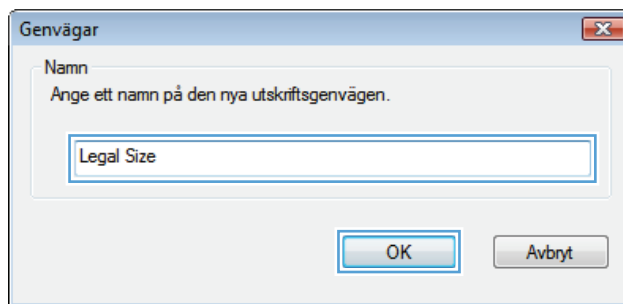 Genvägar
Namn
Ange ett namn på den nya utskriftsgenvägen.
Legal Size
OK
Avbryt